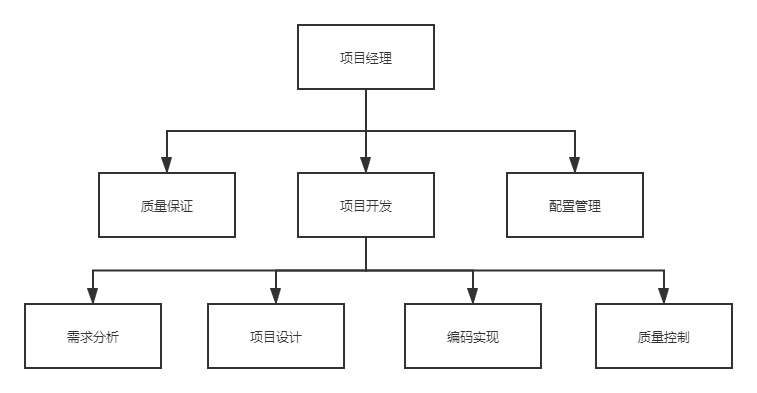 项目经理
质量保证
项目开发
配置管理
需求分析
项目设计
编码实现
质量控制